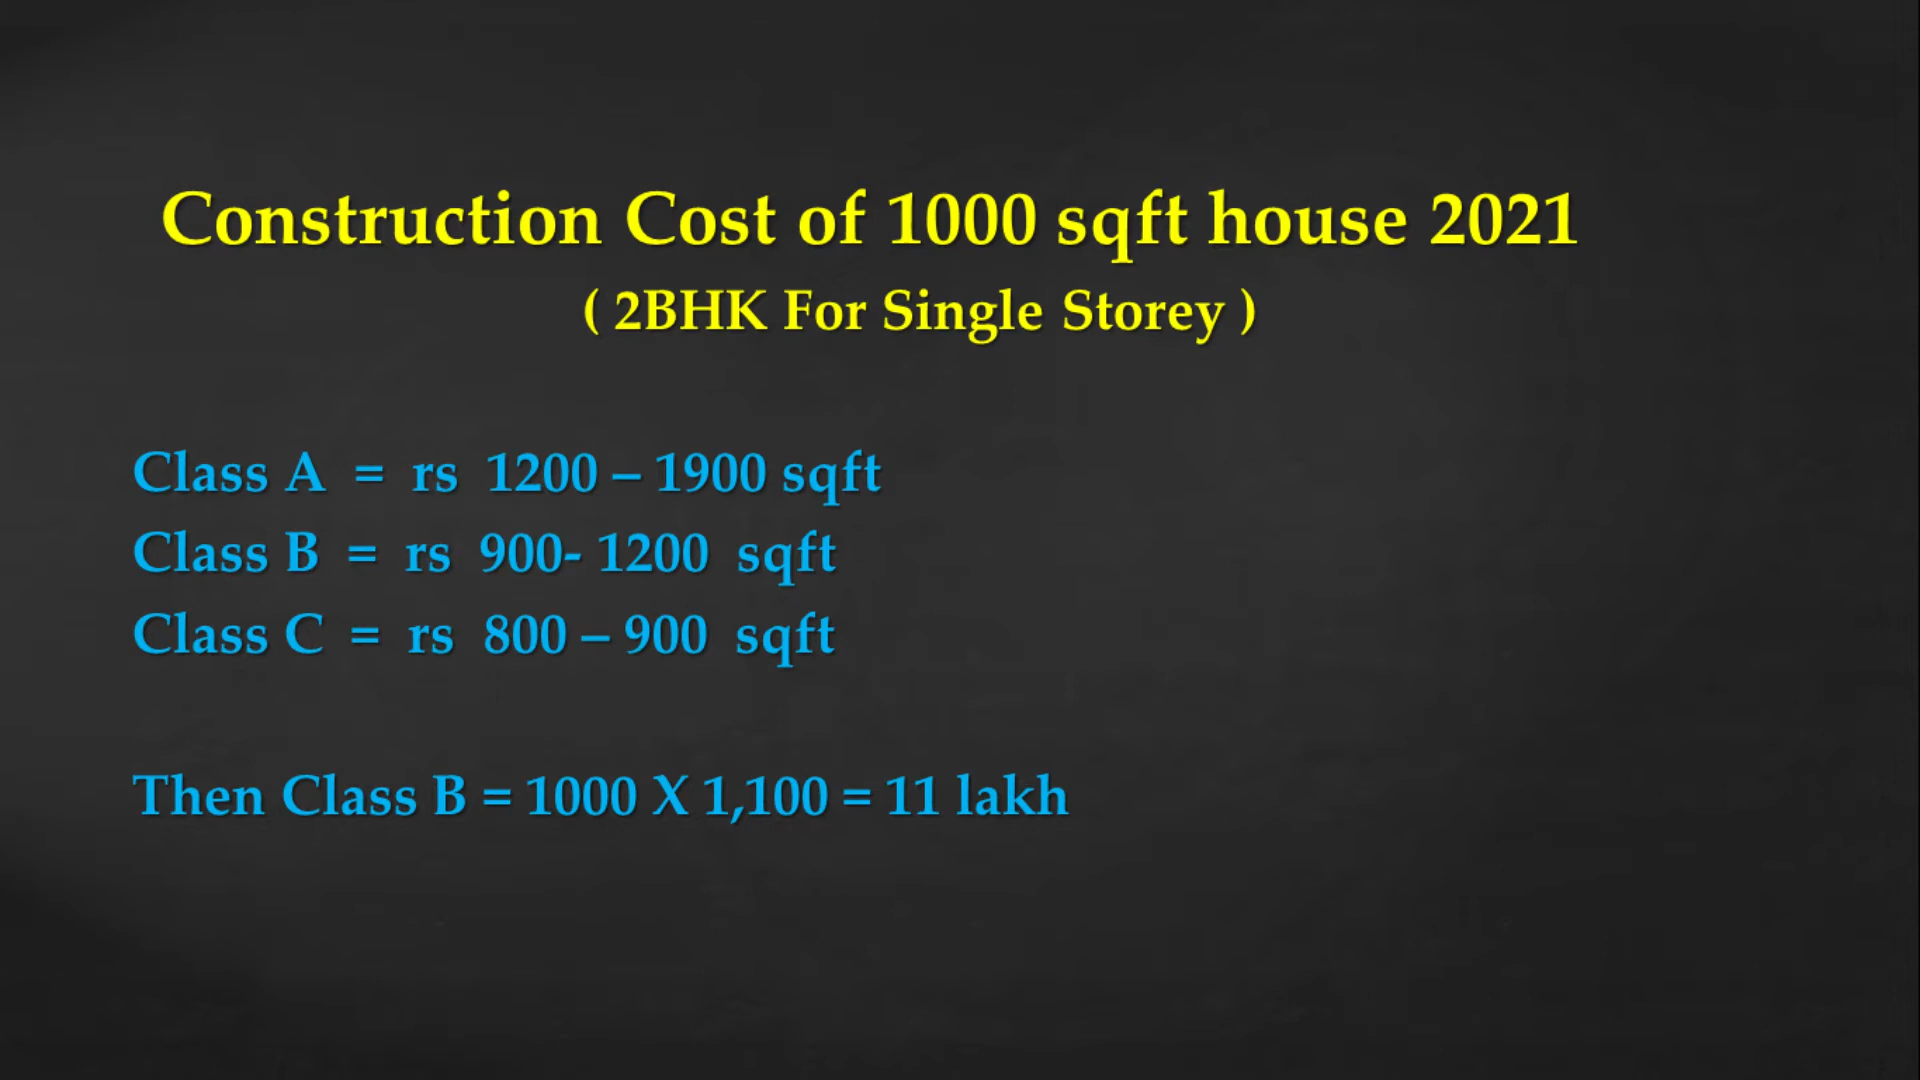 Construction Cost of 1000 sqft house 2021
( 2BHK For Single Storey )
Class A = rs 1200 – 1900 sqft
Class B = rs 900- 1200 sqft
Class C = rs 800 – 900 sqft
Then Class B = 1000 X 1,100 = 11 lakh